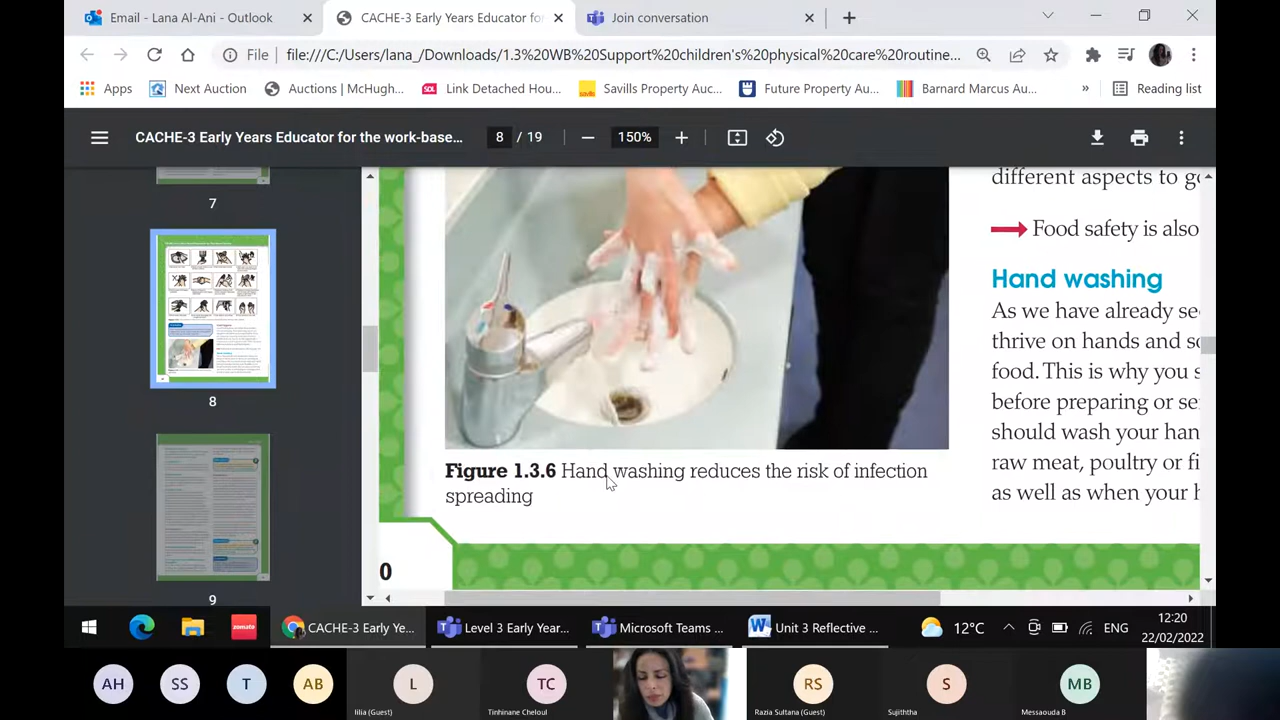 Email - Lana Al-Ani - Outlook
CACHE-3 Early Years Educator for
Join conversation
File
file:///C:/Users/lana_/Downloads/1.3%20WB%20Support%20children's%20physical%20care%20routine...
Apps
Next Auction
Auctions | McHugh...
Link Detached Hou...
Savills Property Auc...
Future Property Au...
Barnard Marcus Au...
»
Reading list
CACHE-3 Early Years Educator for the work-base...
8 / 19
150%
7
8
9
different aspects to g
Food safety is also
Hand washing
As we have already se
thrive on hands and s
food. This is why you s
before preparing or se
should wash your han
raw meat, poultry or fi
as well as when your h
Figure 1.3.6 Hand washing reduces the risk of infection
spreading
0
zomato
CACHE-3 Early Ye...
Level 3 Early Year...
Microsoft Teams ...
Unit 3 Reflective ...
12°C
ENG
12:20
22/02/2022
AH
SS
T
AB
L
TC
RS
S
MB
lilia (Guest)
Tinhinane Cheloul
Razia Sultana (Guest)
Sujiththa
Messaouda B